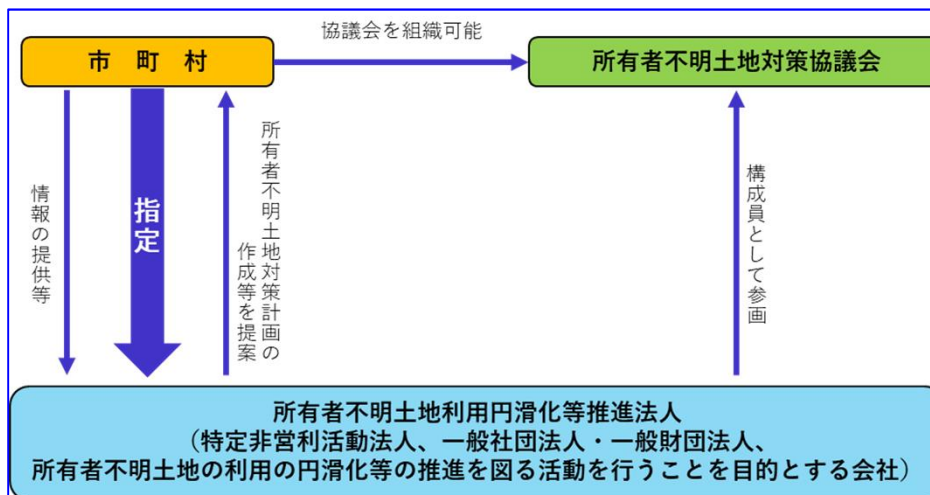 協議会を組織可能
市 町 村
所有者不明土地対策協議会
情報の提供等
指定
所有者不明土地対策計画の
作成等を提案
構成員として参画
所有者不明土地利用円滑化等推進法人
（特定非営利活動法人、一般社団法人・一般財団法人、
所有者不明土地の利用の円滑化等の推進を図る活動を行うことを目的とする会社）